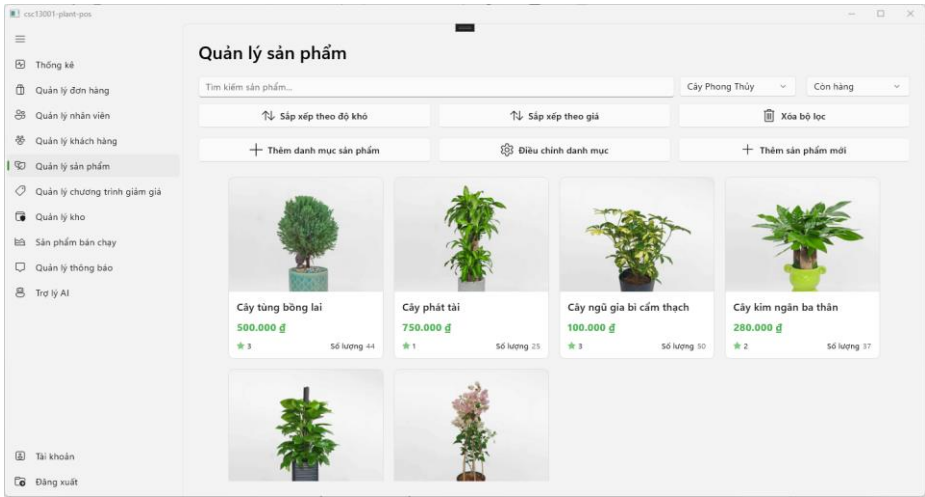 csc13001-plant-pos
Thống kê
Quản lý đơn hàng
Quản lý nhân viên
Quản lý khách hàng
Quản lý sản phẩm
Quản lý chương trình giảm giá
Quản lý kho
Sản phẩm bán chạy
Quản lý thông báo
Trợ lý AI
Tài khoản
Đăng xuất
Quản lý sản phẩm
Tìm kiếm sản phẩm...
Cây Phong Thủy
Còn hàng
Sắp xếp theo độ khó
Sắp xếp theo giá
Xóa bộ lọc
Thêm danh mục sản phẩm
Điều chỉnh danh mục
Thêm sản phẩm mới
Cây tùng bồng lai
500.000 ₫
3 Số lượng 44
Cây phát tài
750.000 ₫
1 Số lượng 25
Cây ngũ gia bì cẩm thạch
100.000 ₫
3 Số lượng 50
Cây kim ngân ba thân
280.000 ₫
2 Số lượng 37